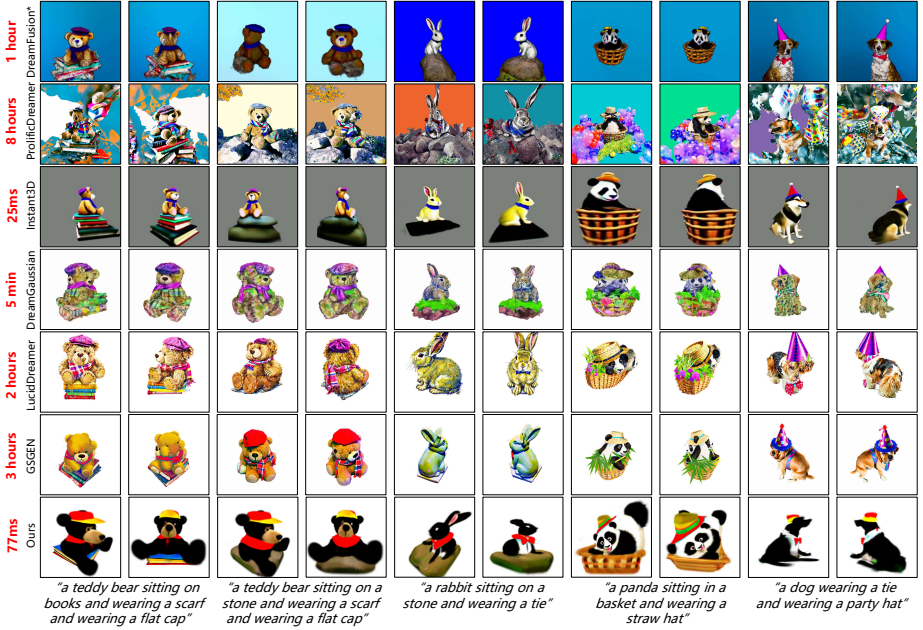 1 hour
DreamFusion*
8 hours
ProlificDreamer
25ms
Instant3D
5 min
DreamGaussian
2 hours
LucidDreamer
3 hours
GSGEN
77ms
Ours
“a teddy bear sitting on
books and wearing a scarf
and wearing a flat cap”
“a teddy bear sitting on a
stone and wearing a scarf
and wearing a flat cap”
“a rabbit sitting on a
stone and wearing a tie”
“a panda sitting in a
basket and wearing a
straw hat”
“a dog wearing a tie
and wearing a party hat”